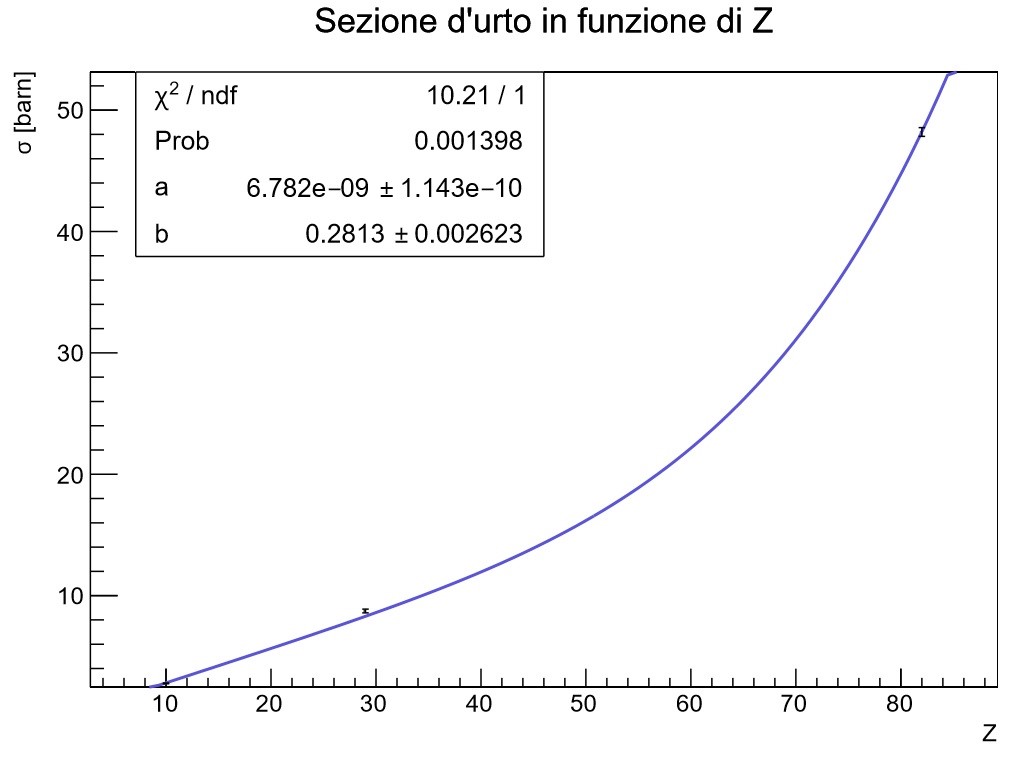 Sezione d'urto in funzione di Z
σ [barn]
χ² / ndf 10.21 / 1
Prob 0.001398
a 6.782e−09 ± 1.143e−10
b 0.2813 ± 0.002623
50
40
30
20
10
10 20 30 40 50 60 70 80
Z